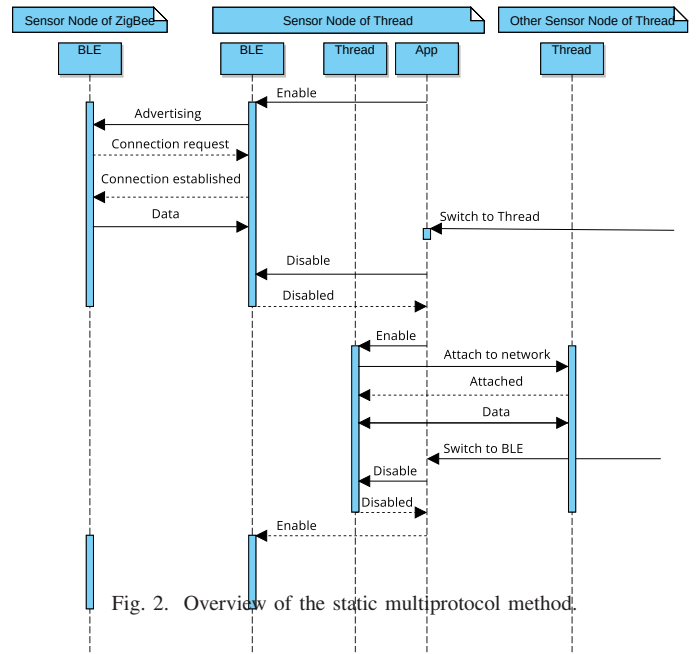 Sensor Node of ZigBee
Sensor Node of Thread
Other Sensor Node of Thread
BLE
BLE
Thread
App
Thread
Enable
Advertising
Connection request
Connection established
Data
Switch to Thread
Disable
Disabled
Enable
Attach to network
Attached
Data
Switch to BLE
Disable
Disabled
Enable
Fig. 2. Overview of the static multiprotocol method.